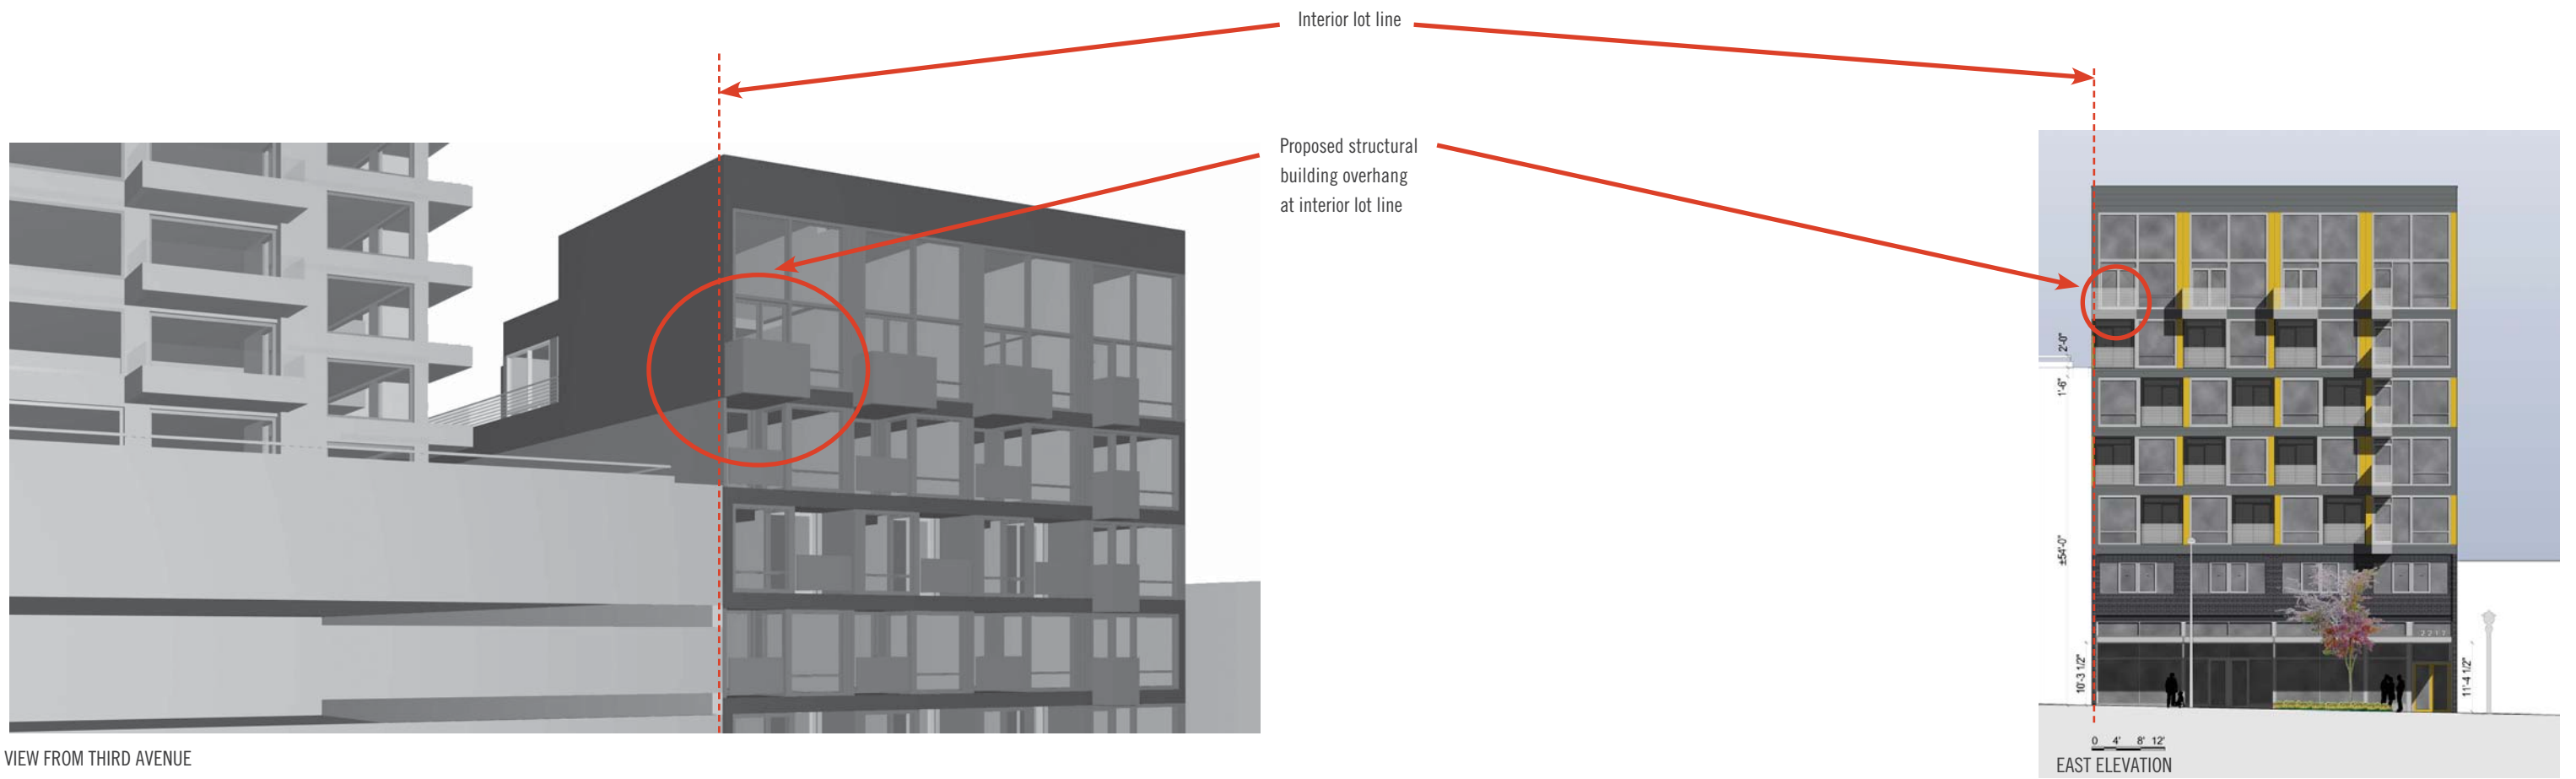 Interior lot line
Proposed structural
building overhang
at interior lot line
2'-0"
1'-6"
±54'-0"
10'-3 1/2"
11'-4 1/2"
2217
0 4' 8' 12'
VIEW FROM THIRD AVENUE
EAST ELEVATION